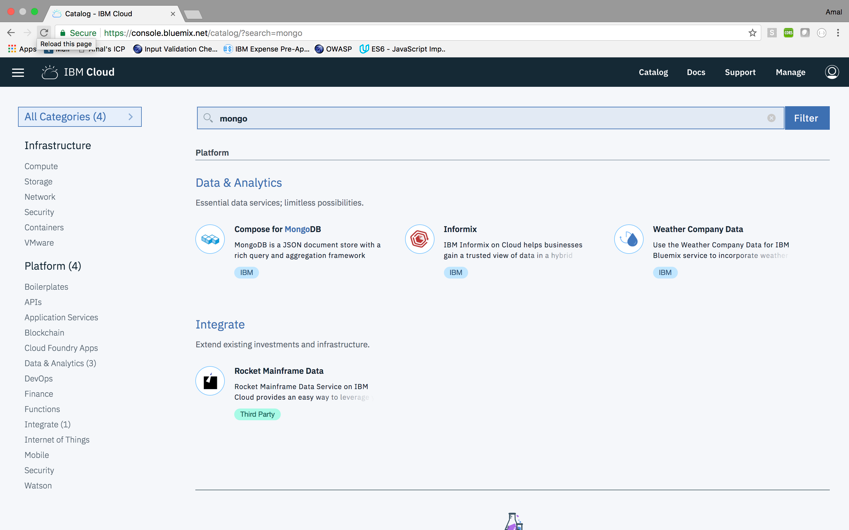 Catalog - IBM Cloud
Amal
Secure
https://console.bluemix.net/catalog/?search=mongo
Reload this page
Apps
Amal's ICP
Input Validation Che...
IBM Expense Pre-Ap...
OWASP
ES6 - JavaScript Imp..
IBM Cloud
Catalog
Docs
Support
Manage
All Categories (4)
mongo
Filter
Infrastructure
Compute
Storage
Network
Security
Containers
VMware
Platform (4)
Boilerplates
APIs
Application Services
Blockchain
Cloud Foundry Apps
Data & Analytics (3)
DevOps
Finance
Functions
Integrate (1)
Internet of Things
Mobile
Security
Watson
Platform
Data & Analytics
Essential data services; limitless possibilities.
Compose for MongoDB
MongoDB is a JSON document store with a
rich query and aggregation framework
IBM
Informix
IBM Informix on Cloud helps businesses
gain a trusted view of data in a hybrid
IBM
Weather Company Data
Use the Weather Company Data for IBM
Bluemix service to incorporate weather
IBM
Integrate
Extend existing investments and infrastructure.
Rocket Mainframe Data
Rocket Mainframe Data Service on IBM
Cloud provides an easy way to leverage
Third Party